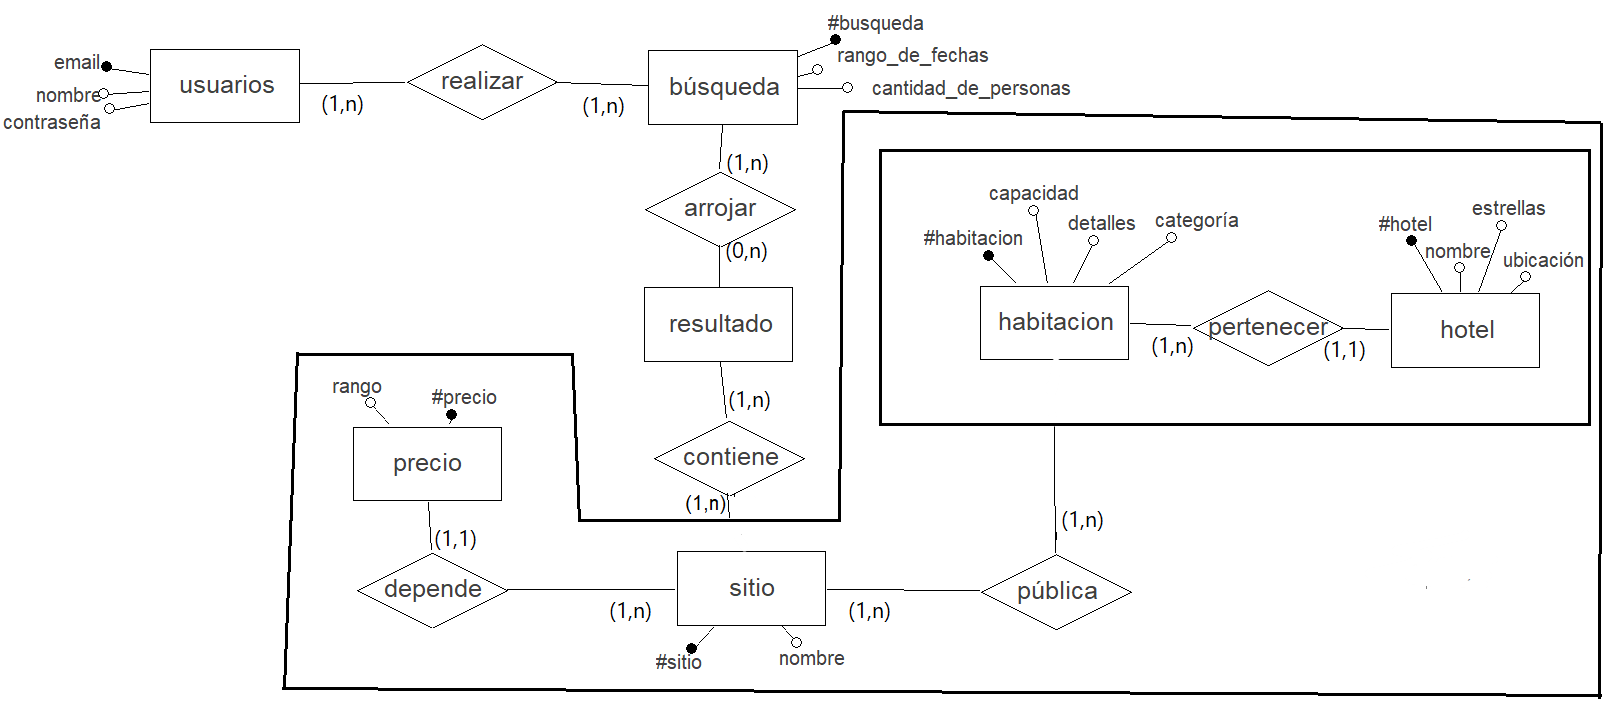 #busqueda
email
rango_de_fechas
usuarios
realizar
búsqueda
cantidad_de_personas
nombre
(1,n)
(1,n)
contraseña
(1,n)
arrojar
(0,n)
capacidad
detalles
categoría
#habitacion
estrellas
#hotel
nombre
ubicación
resultado
habitacion
pertenecer
hotel
(1,n)
(1,1)
rango
#precio
(1,n)
precio
contiene
(1,n)
(1,n)
(1,1)
depende
sitio
pública
(1,n)
(1,n)
#sitio
nombre